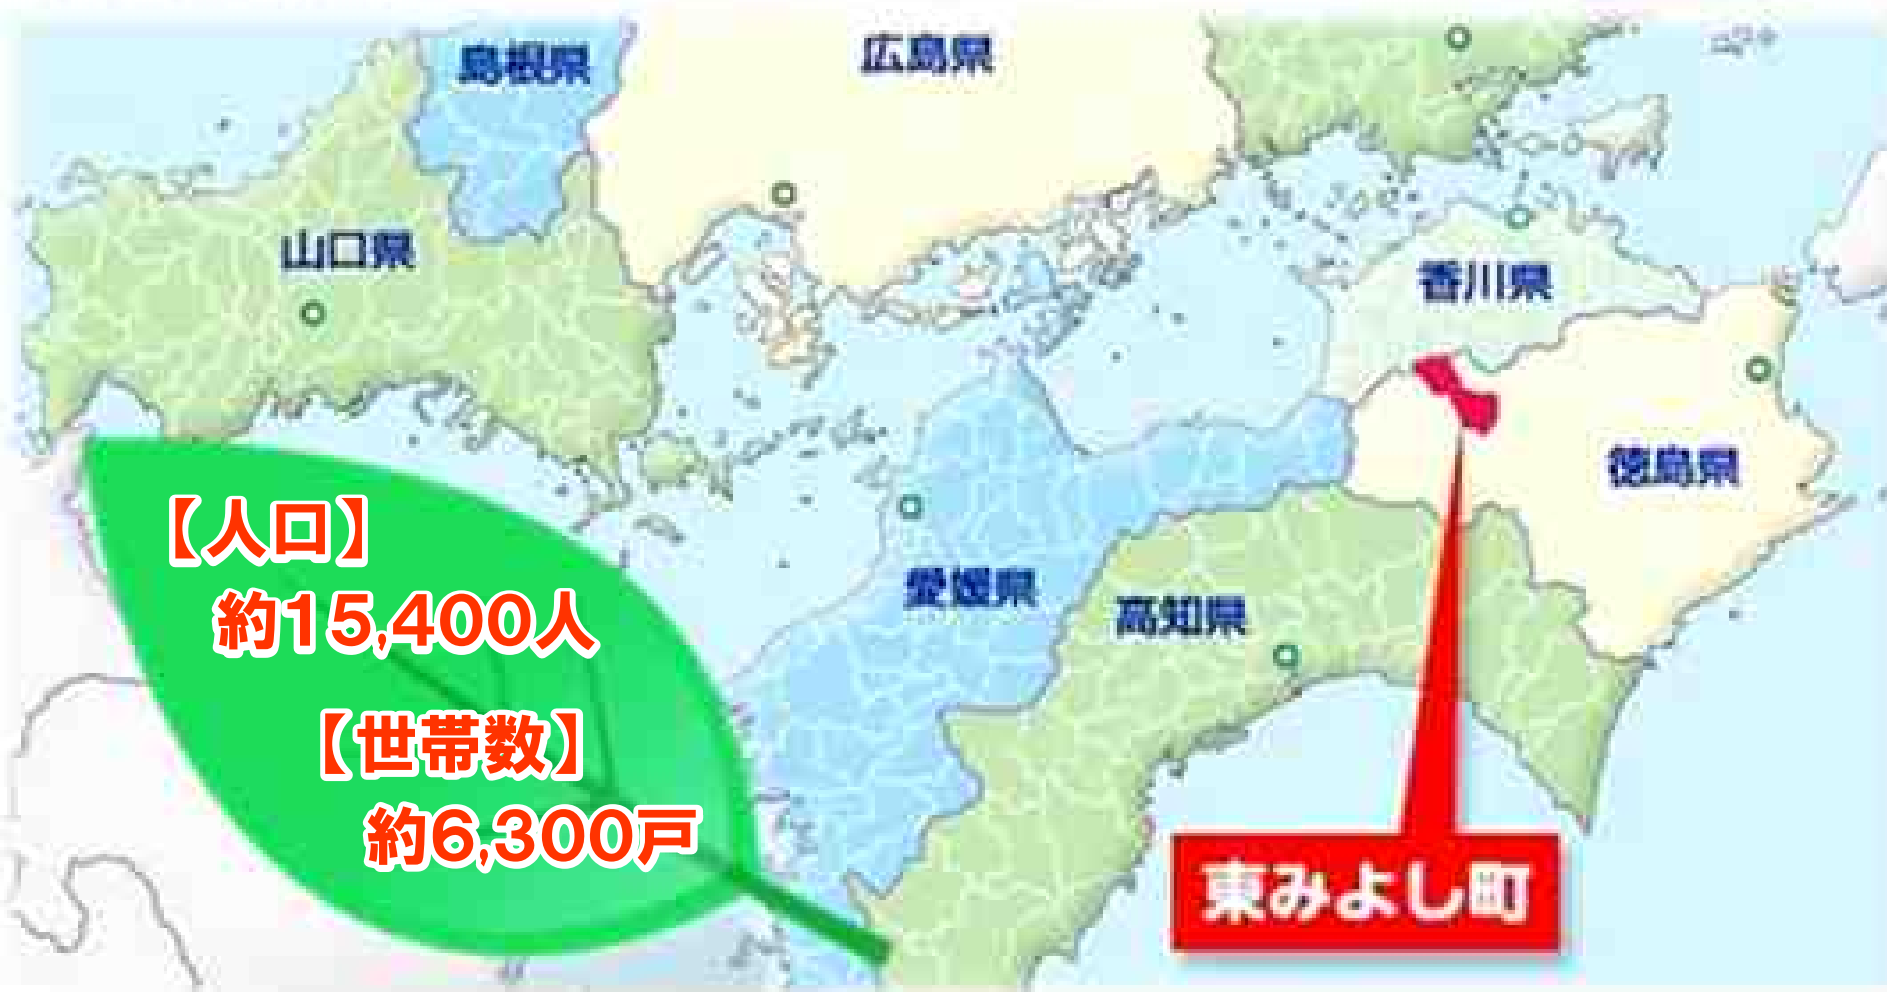 島根県
広島県
山口県
香川県
徳島県
愛媛県
高知県
【人口】
約15,400人
【世帯数】
約6,300戸
東みよし町